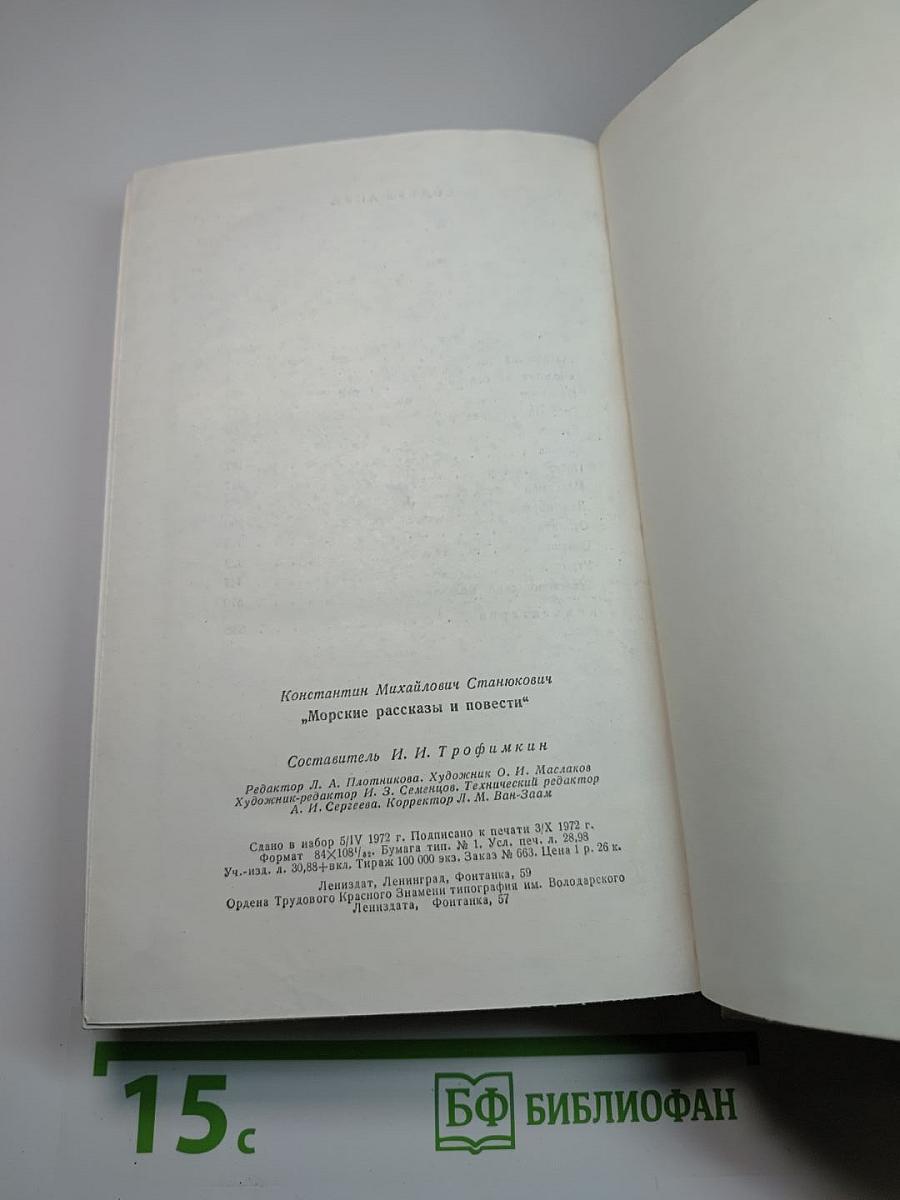 Константин Михайлович Станюкович
„Морские рассказы и повести“
Составитель И. И. Трофимкин
Редактор Л. А. Плотникова. Художник О. И. Маслаков
Художник-редактор И. З. Семенцов. Технический редактор
А. И. Сергеева. Корректор Л. М. Ван-Заам
Сдано в набор 5/IV 1972 г. Подписано к печати 3/X 1972 г.
Формат 84×108¹/₃₂. Бумага тип. № 1. Усл. печ. л. 28,98
Уч.-изд. л. 30,88+вкл. Тираж 100 000 экз. Заказ № 663. Цена 1 р. 26 к.
Лениздат, Ленинград, Фонтанка, 59
Ордена Трудового Красного Знамени типография им. Володарского
Лениздата, Фонтанка, 57
15 с
БФ БИБЛИОФАН